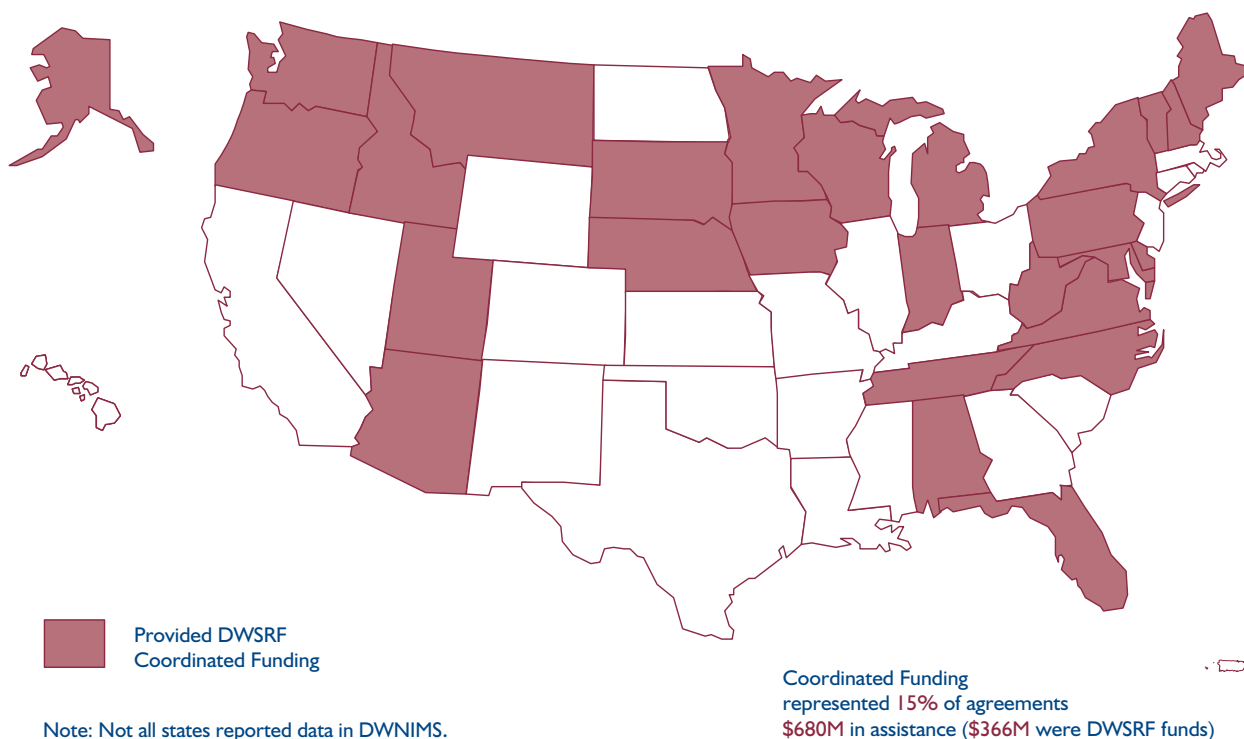 Provided DWSRF
Coordinated Funding
Note: Not all states reported data in DWNIMS.
Coordinated Funding
represented 15% of agreements
$680M in assistance ($366M were DWSRF funds)